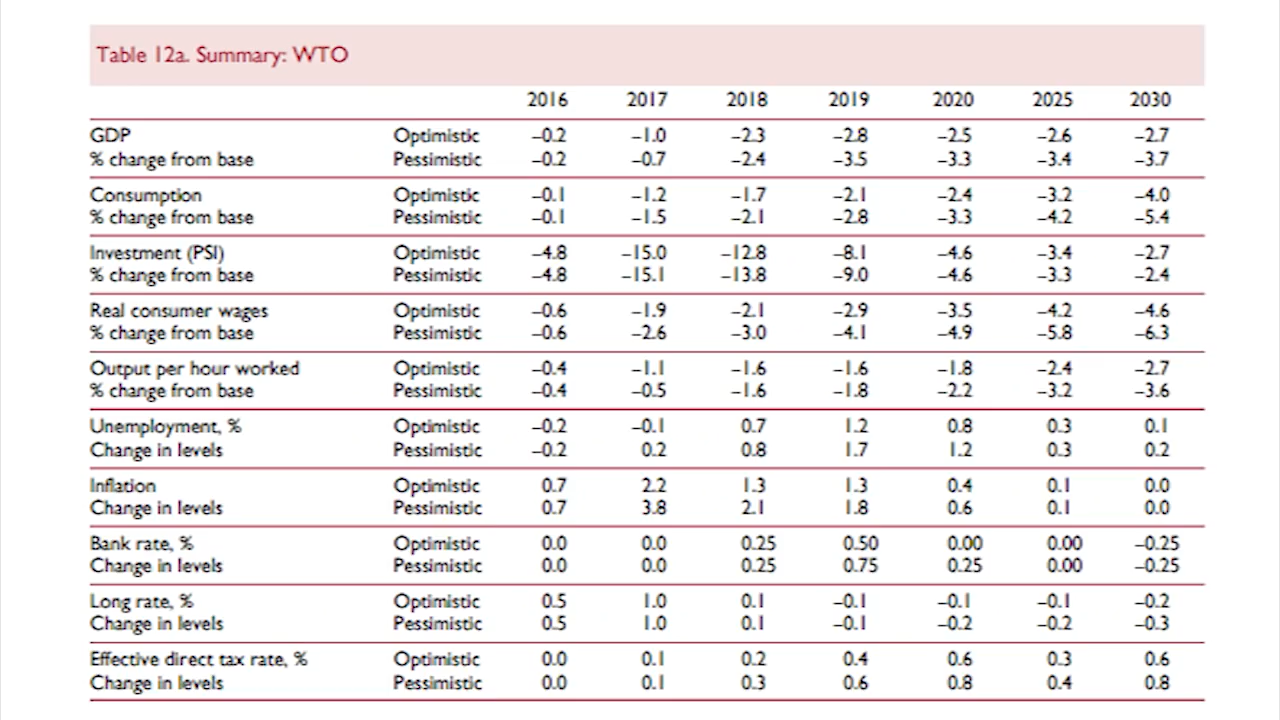 Table 12a. Summary: WTO
2016 2017 2018 2019 2020 2025 2030
GDP Optimistic –0.2 –1.0 –2.3 –2.8 –2.5 –2.6 –2.7
% change from base Pessimistic –0.2 –0.7 –2.4 –3.5 –3.3 –3.4 –3.7
Consumption Optimistic –0.1 –1.2 –1.7 –2.1 –2.4 –3.2 –4.0
% change from base Pessimistic –0.1 –1.5 –2.1 –2.8 –3.3 –4.2 –5.4
Investment (PSI) Optimistic –4.8 –15.0 –12.8 –8.1 –4.6 –3.4 –2.7
% change from base Pessimistic –4.8 –15.1 –13.8 –9.0 –4.6 –3.3 –2.4
Real consumer wages Optimistic –0.6 –1.9 –2.1 –2.9 –3.5 –4.2 –4.6
% change from base Pessimistic –0.6 –2.6 –3.0 –4.1 –4.9 –5.8 –6.3
Output per hour worked Optimistic –0.4 –1.1 –1.6 –1.6 –1.8 –2.4 –2.7
% change from base Pessimistic –0.4 –0.5 –1.6 –1.8 –2.2 –3.2 –3.6
Unemployment, % Optimistic –0.2 –0.1 0.7 1.2 0.8 0.3 0.1
Change in levels Pessimistic –0.2 0.2 0.8 1.7 1.2 0.3 0.2
Inflation Optimistic 0.7 2.2 1.3 1.3 0.4 0.1 0.0
Change in levels Pessimistic 0.7 3.8 2.1 1.8 0.6 0.1 0.0
Bank rate, % Optimistic 0.0 0.0 0.25 0.50 0.00 0.00 –0.25
Change in levels Pessimistic 0.0 0.0 0.25 0.75 0.25 0.00 –0.25
Long rate, % Optimistic 0.5 1.0 0.1 –0.1 –0.1 –0.1 –0.2
Change in levels Pessimistic 0.5 1.0 0.1 –0.1 –0.2 –0.2 –0.3
Effective direct tax rate, % Optimistic 0.0 0.1 0.2 0.4 0.6 0.3 0.6
Change in levels Pessimistic 0.0 0.1 0.3 0.6 0.8 0.4 0.8